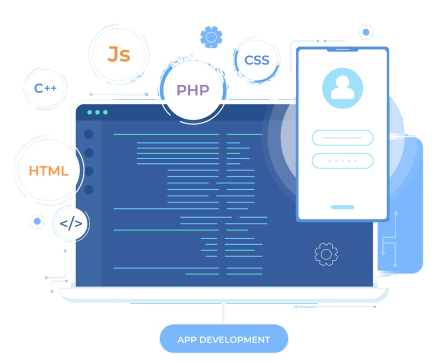 Js
CSS
C++
PHP
HTML
</>
APP DEVELOPMENT